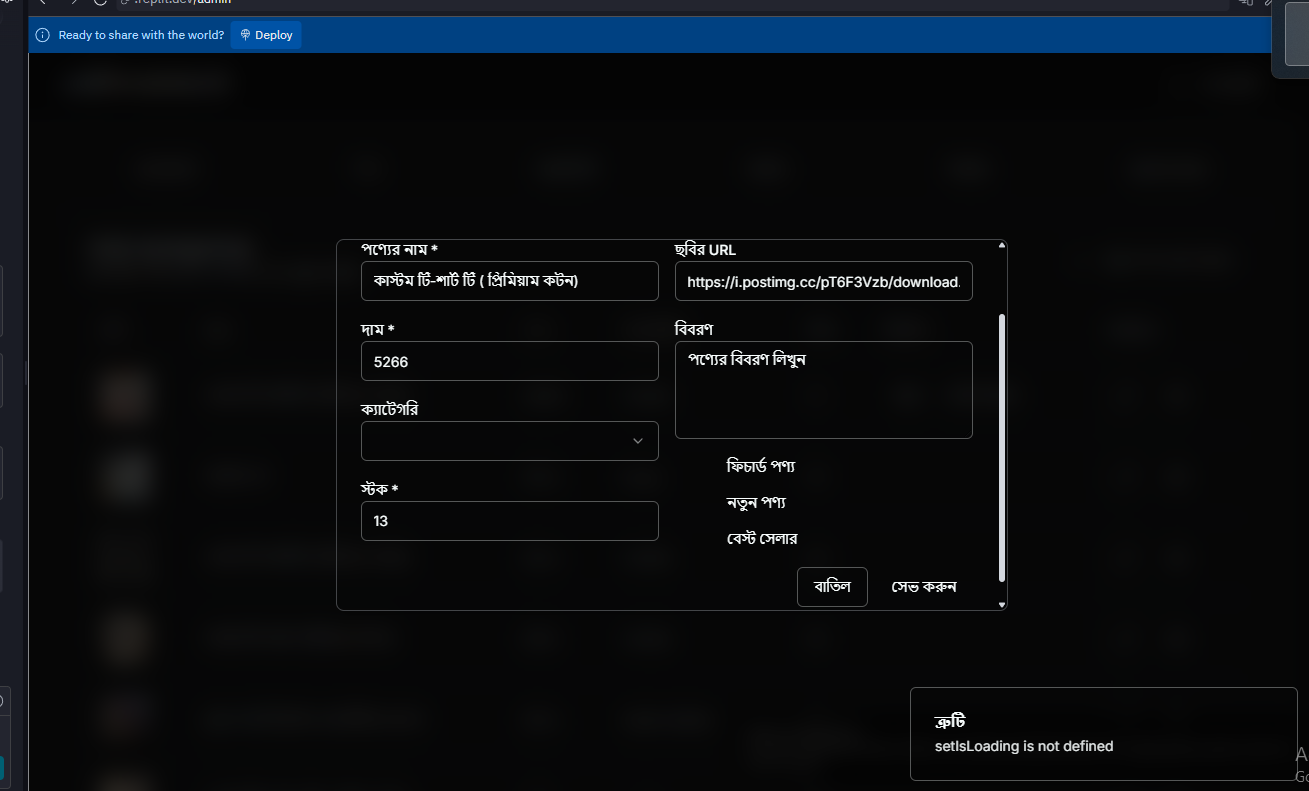 .replit.dev/admin
Ready to share with the world?
Deploy
পণ্যের নাম *
কাস্টম টি-শার্ট টি ( প্রিমিয়াম কটন)
ছবির URL
https://i.postimg.cc/pT6F3Vzb/download.
দাম *
5266
বিবরণ
পণ্যের বিবরণ লিখুন
ক্যাটেগরি
স্টক *
13
ফিচার্ড পণ্য
নতুন পণ্য
বেস্ট সেলার
বাতিল
সেভ করুন
ত্রুটি
setIsLoading is not defined
A
Go